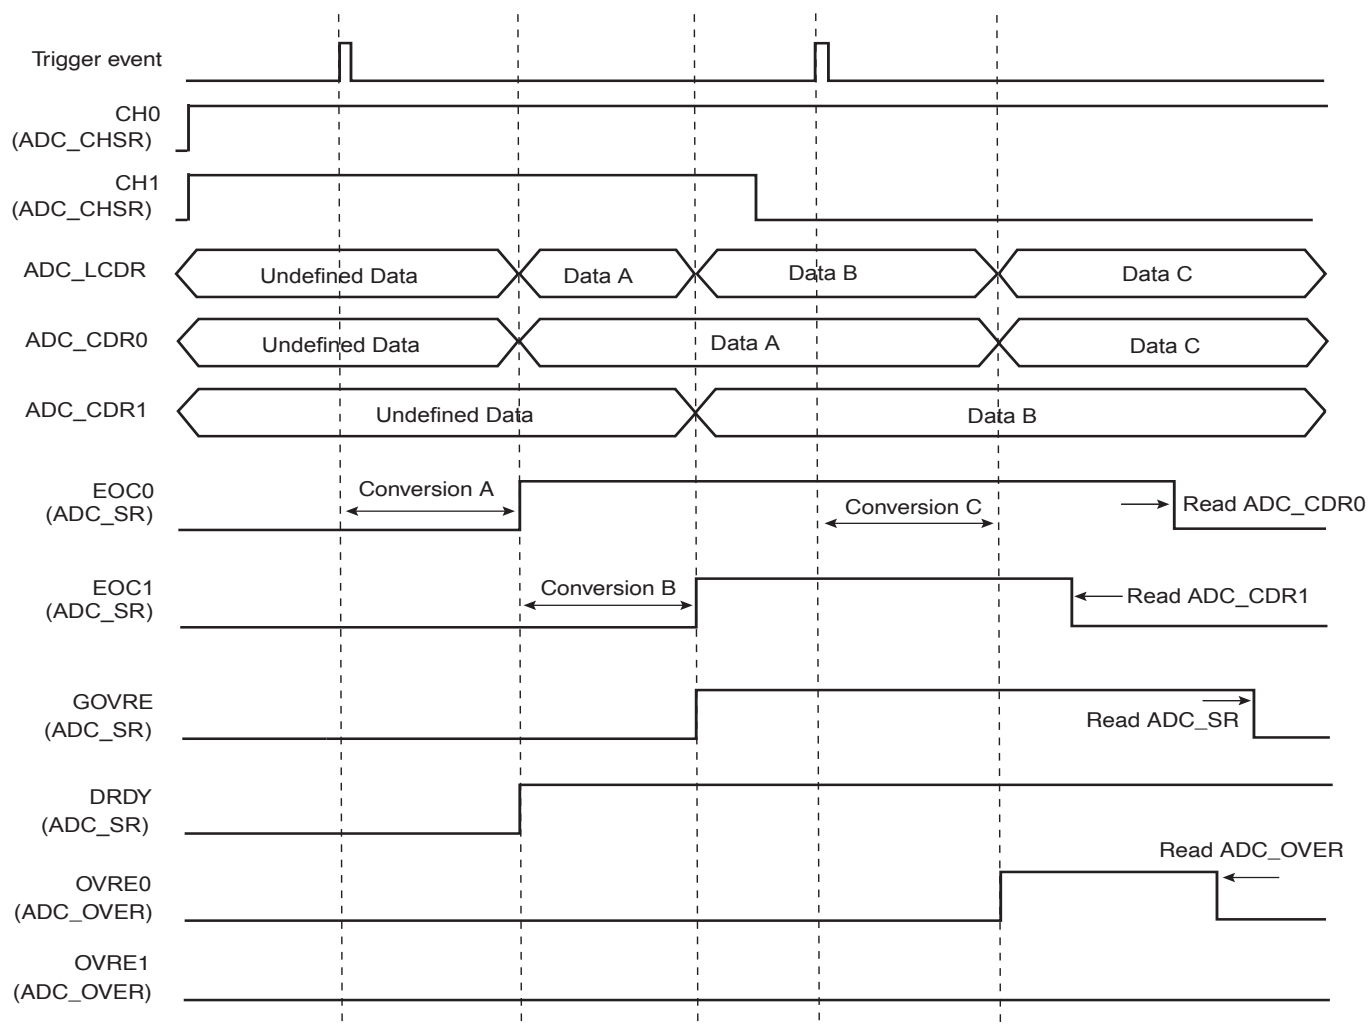 Trigger event
CH0
(ADC_CHSR)
CH1
(ADC_CHSR)
ADC_LCDR
Undefined Data
Data A
Data B
Data C
ADC_CDR0
Undefined Data
Data A
Data C
ADC_CDR1
Undefined Data
Data B
EOC0
(ADC_SR)
Conversion A
Conversion C
Read ADC_CDR0
EOC1
(ADC_SR)
Conversion B
Read ADC_CDR1
GOVRE
(ADC_SR)
Read ADC_SR
DRDY
(ADC_SR)
Read ADC_OVER
OVRE0
(ADC_OVER)
OVRE1
(ADC_OVER)